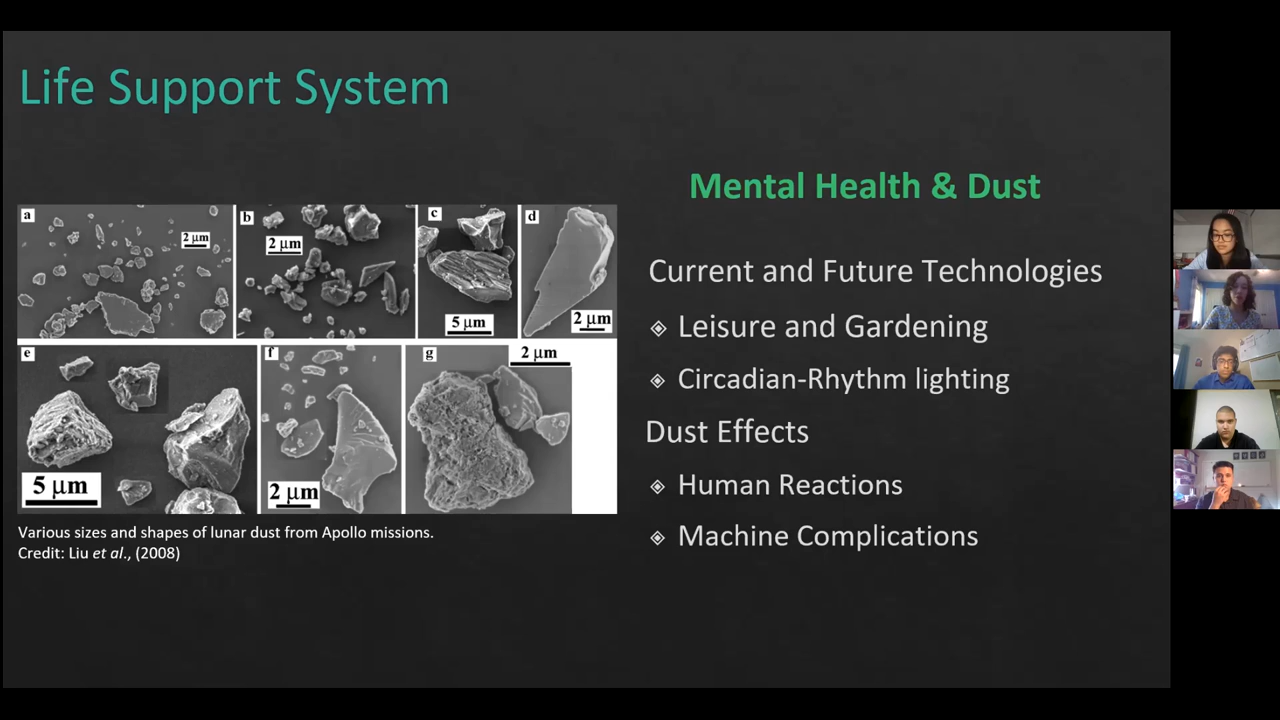 Life Support System
Mental Health & Dust
a
2 μm
b
2 μm
c
5 μm
d
2 μm
e
5 μm
f
2 μm
g
2 μm
Various sizes and shapes of lunar dust from Apollo missions.
Credit: Liu et al., (2008)
Current and Future Technologies
Leisure and Gardening
Circadian-Rhythm lighting
Dust Effects
Human Reactions
Machine Complications